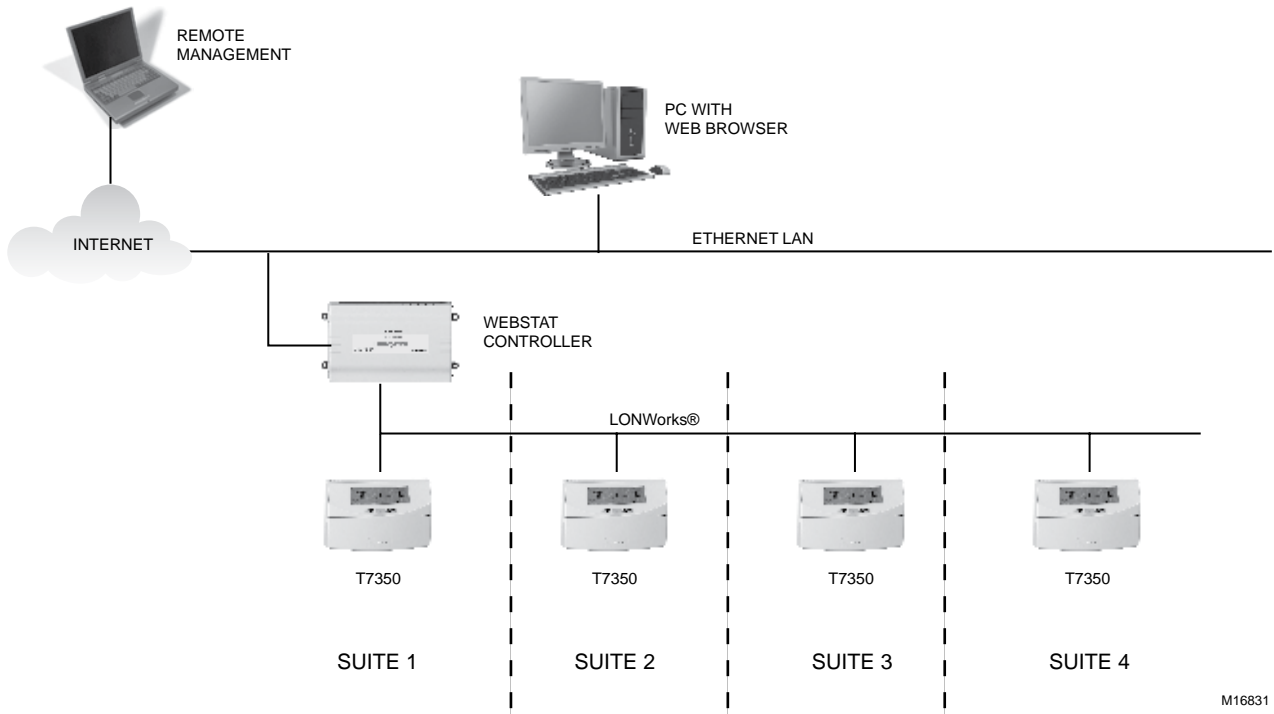 REMOTE
MANAGEMENT
PC WITH
WEB BROWSER
INTERNET
ETHERNET LAN
WEBSTAT
CONTROLLER
LONWorks®
T7350
T7350
T7350
T7350
SUITE 1
SUITE 2
SUITE 3
SUITE 4
M16831